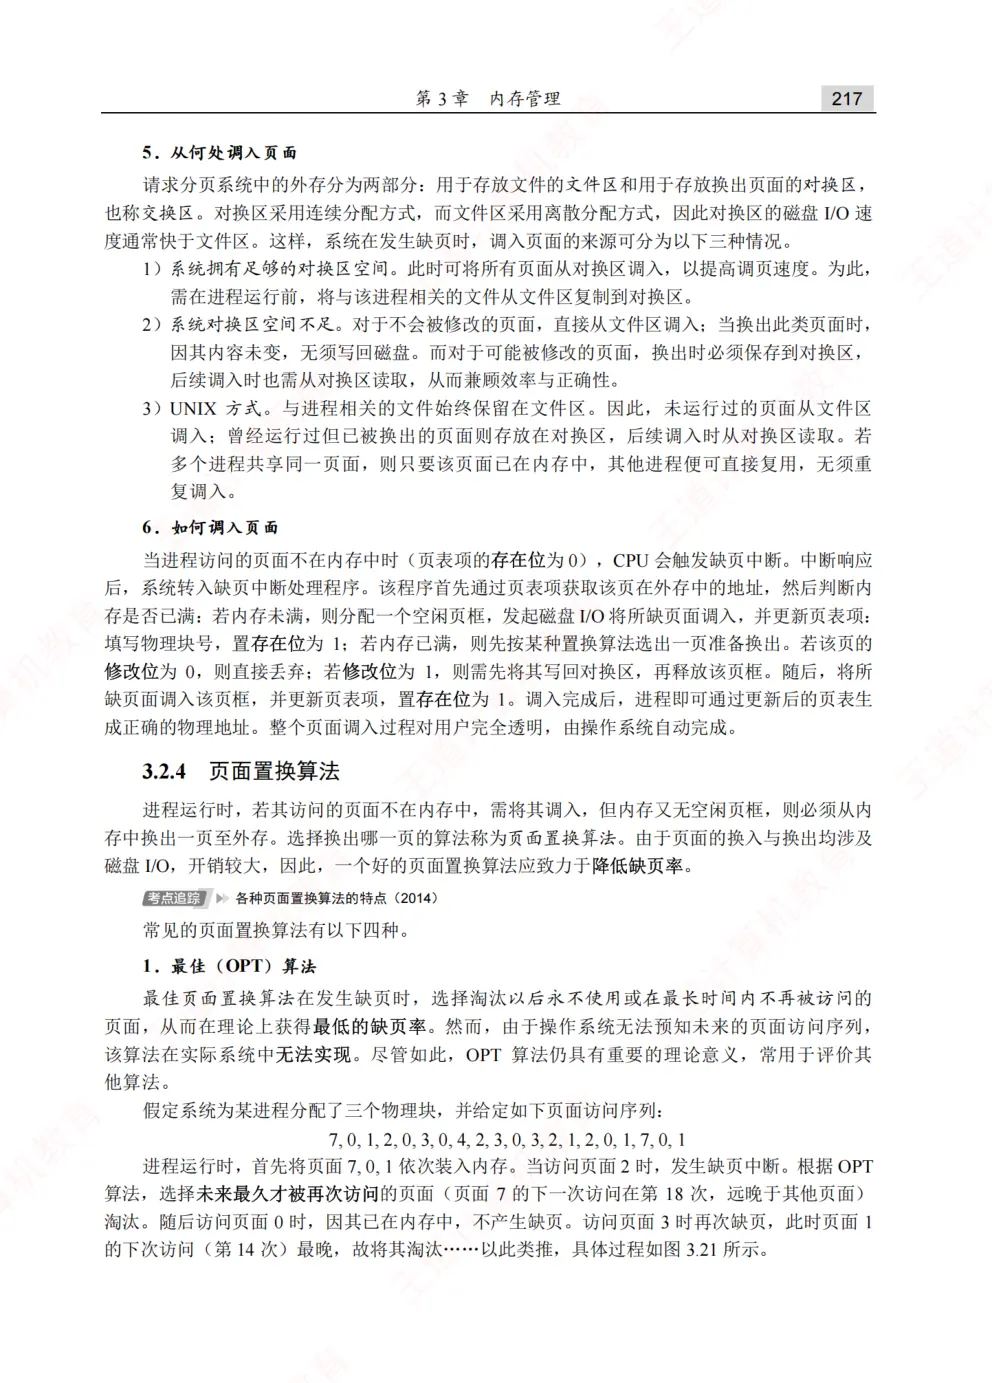 第 3 章 内存管理
217
5．从何处调入页面
请求分页系统中的外存分为两部分：用于存放文件的文件区和用于存放换出页面的对换区，
也称交换区。对换区采用连续分配方式，而文件区采用离散分配方式，因此对换区的磁盘 I/O 速
度通常快于文件区。这样，系统在发生缺页时，调入页面的来源可分为以下三种情况。
1）系统拥有足够的对换区空间。此时可将所有页面从对换区调入，以提高调页速度。为此，
需在进程运行前，将与该进程相关的文件从文件区复制到对换区。
2）系统对换区空间不足。对于不会被修改的页面，直接从文件区调入；当换出此类页面时，
因其内容未变，无须写回磁盘。而对于可能被修改的页面，换出时必须保存到对换区，
后续调入时也需从对换区读取，从而兼顾效率与正确性。
3）UNIX 方式。与进程相关的文件始终保留在文件区。因此，未运行过的页面从文件区
调入；曾经运行过但已被换出的页面则存放在对换区，后续调入时从对换区读取。若
多个进程共享同一页面，则只要该页面已在内存中，其他进程便可直接复用，无须重
复调入。
6．如何调入页面
当进程访问的页面不在内存中时（页表项的存在位为 0），CPU 会触发缺页中断。中断响应
后，系统转入缺页中断处理程序。该程序首先通过页表项获取该页在外存中的地址，然后判断内
存是否已满：若内存未满，则分配一个空闲页框，发起磁盘 I/O 将所缺页面调入，并更新页表项：
填写物理块号，置存在位为 1；若内存已满，则先按某种置换算法选出一页准备换出。若该页的
修改位为 0，则直接丢弃；若修改位为 1，则需先将其写回对换区，再释放该页框。随后，将所
缺页面调入该页框，并更新页表项，置存在位为 1。调入完成后，进程即可通过更新后的页表生
成正确的物理地址。整个页面调入过程对用户完全透明，由操作系统自动完成。
3.2.4 页面置换算法
进程运行时，若其访问的页面不在内存中，需将其调入，但内存又无空闲页框，则必须从内
存中换出一页至外存。选择换出哪一页的算法称为页面置换算法。由于页面的换入与换出均涉及
磁盘 I/O，开销较大，因此，一个好的页面置换算法应致力于降低缺页率。
考点追踪 各种页面置换算法的特点（2014）
常见的页面置换算法有以下四种。
1．最佳（OPT）算法
最佳页面置换算法在发生缺页时，选择淘汰以后永不使用或在最长时间内不再被访问的
页面，从而在理论上获得最低的缺页率。然而，由于操作系统无法预知未来的页面访问序列，
该算法在实际系统中无法实现。尽管如此，OPT 算法仍具有重要的理论意义，常用于评价其
他算法。
假定系统为某进程分配了三个物理块，并给定如下页面访问序列：
7, 0, 1, 2, 0, 3, 0, 4, 2, 3, 0, 3, 2, 1, 2, 0, 1, 7, 0, 1
进程运行时，首先将页面 7, 0, 1 依次装入内存。当访问页面 2 时，发生缺页中断。根据 OPT
算法，选择未来最久才被再次访问的页面（页面 7 的下一次访问在第 18 次，远晚于其他页面）
淘汰。随后访问页面 0 时，因其已在内存中，不产生缺页。访问页面 3 时再次缺页，此时页面 1
的下次访问（第 14 次）最晚，故将其淘汰……以此类推，具体过程如图 3.21 所示。